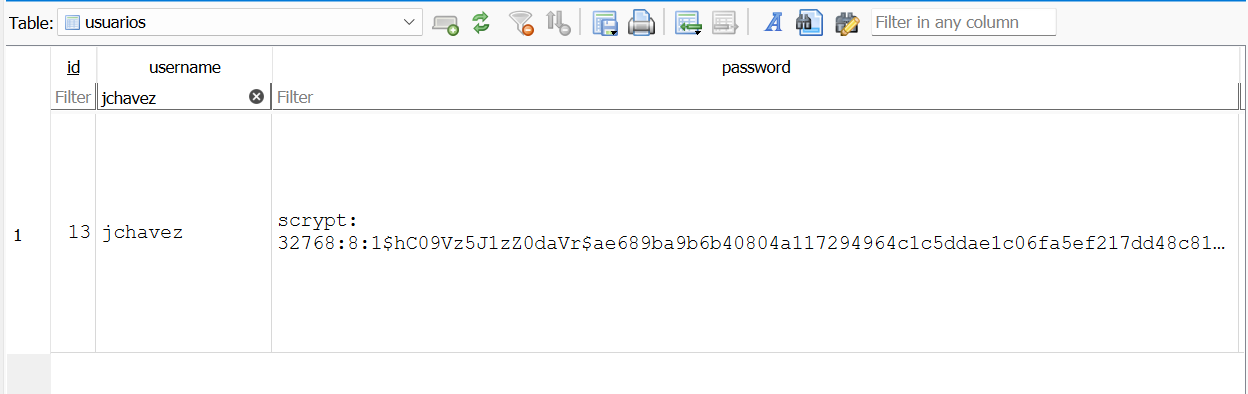 Table: usuarios
Filter in any column
id username password
Filter jchavez Filter
1 13 jchavez scrypt:
32768:8:1$hC09Vz5J1zZ0daVr$ae689ba9b6b40804a117294964c1c5ddae1c06fa5ef217dd48c81…